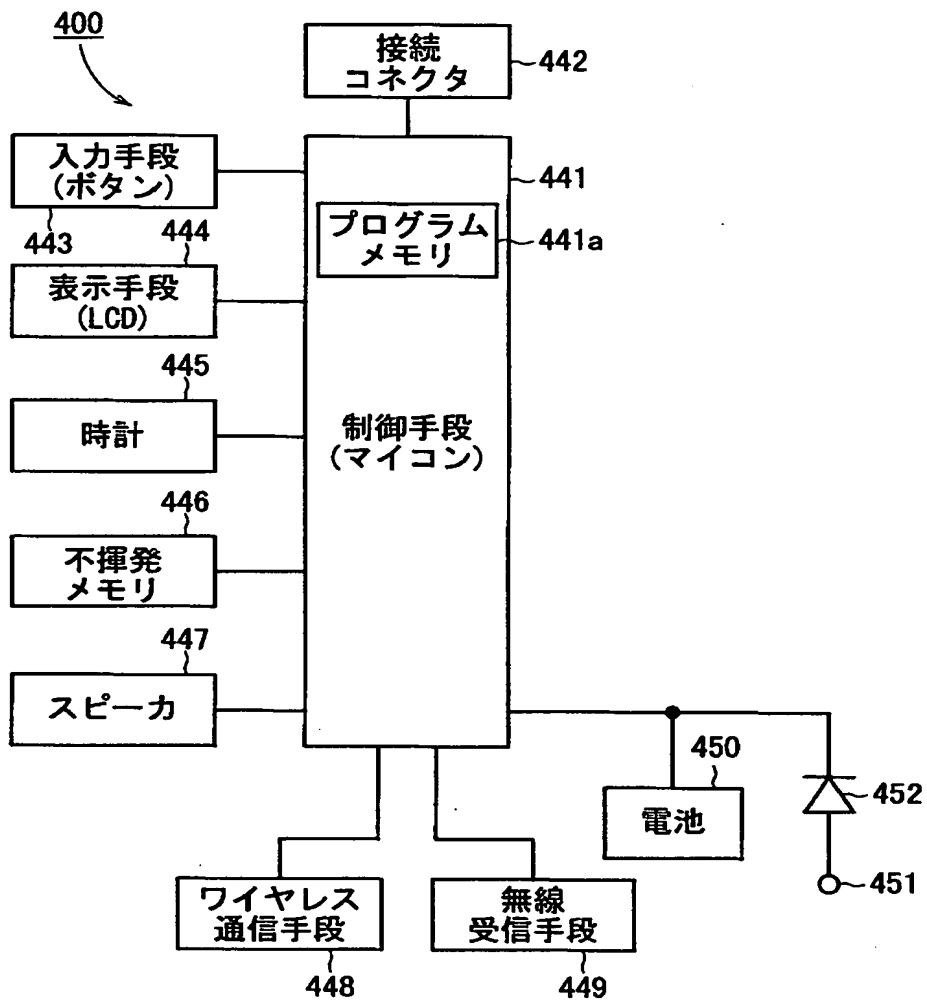 400
接続
コネクタ
442
入力手段
(ボタン)
443
441
プログラム
メモリ
441a
444
表示手段
(LCD)
445
時計
制御手段
(マイコン)
446
不揮発
メモリ
447
スピーカ
450
電池
452
451
ワイヤレス
通信手段
448
無線
受信手段
449